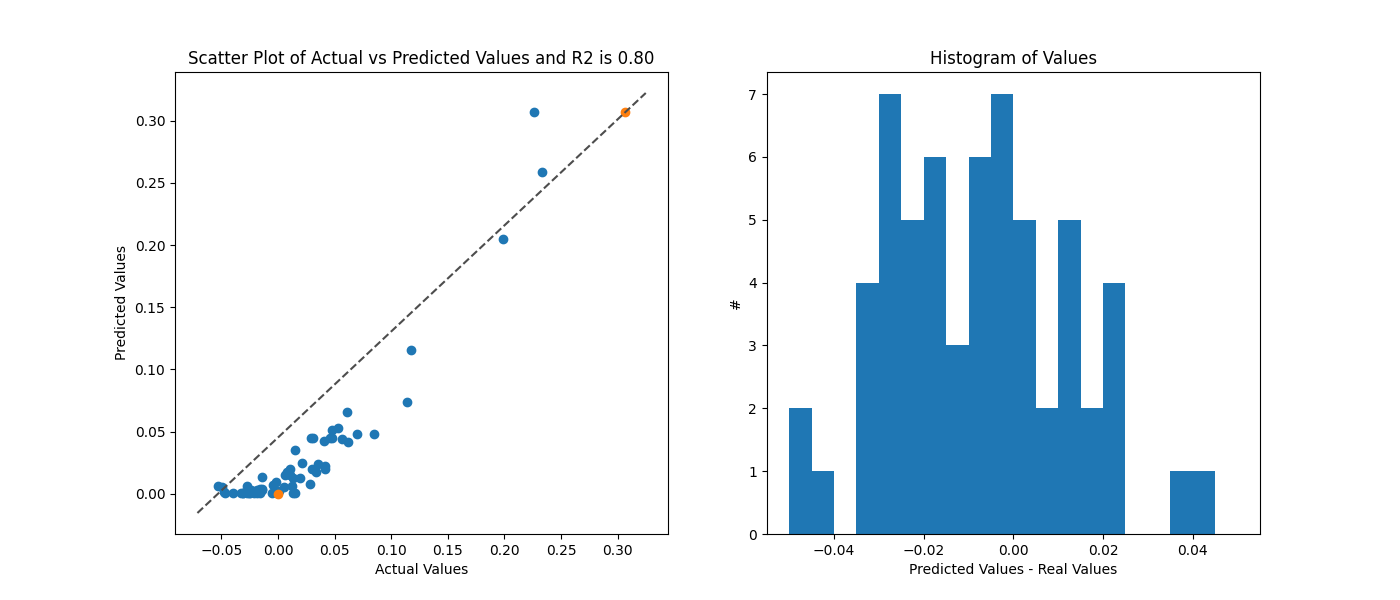 Scatter Plot of Actual vs Predicted Values and R2 is 0.80
0.30
0.25
0.20
0.15
0.10
0.05
0.00
Predicted Values
−0.05 0.00 0.05 0.10 0.15 0.20 0.25 0.30
Actual Values
Histogram of Values
7
6
5
4
3
2
1
0
#
−0.04 −0.02 0.00 0.02 0.04
Predicted Values - Real Values